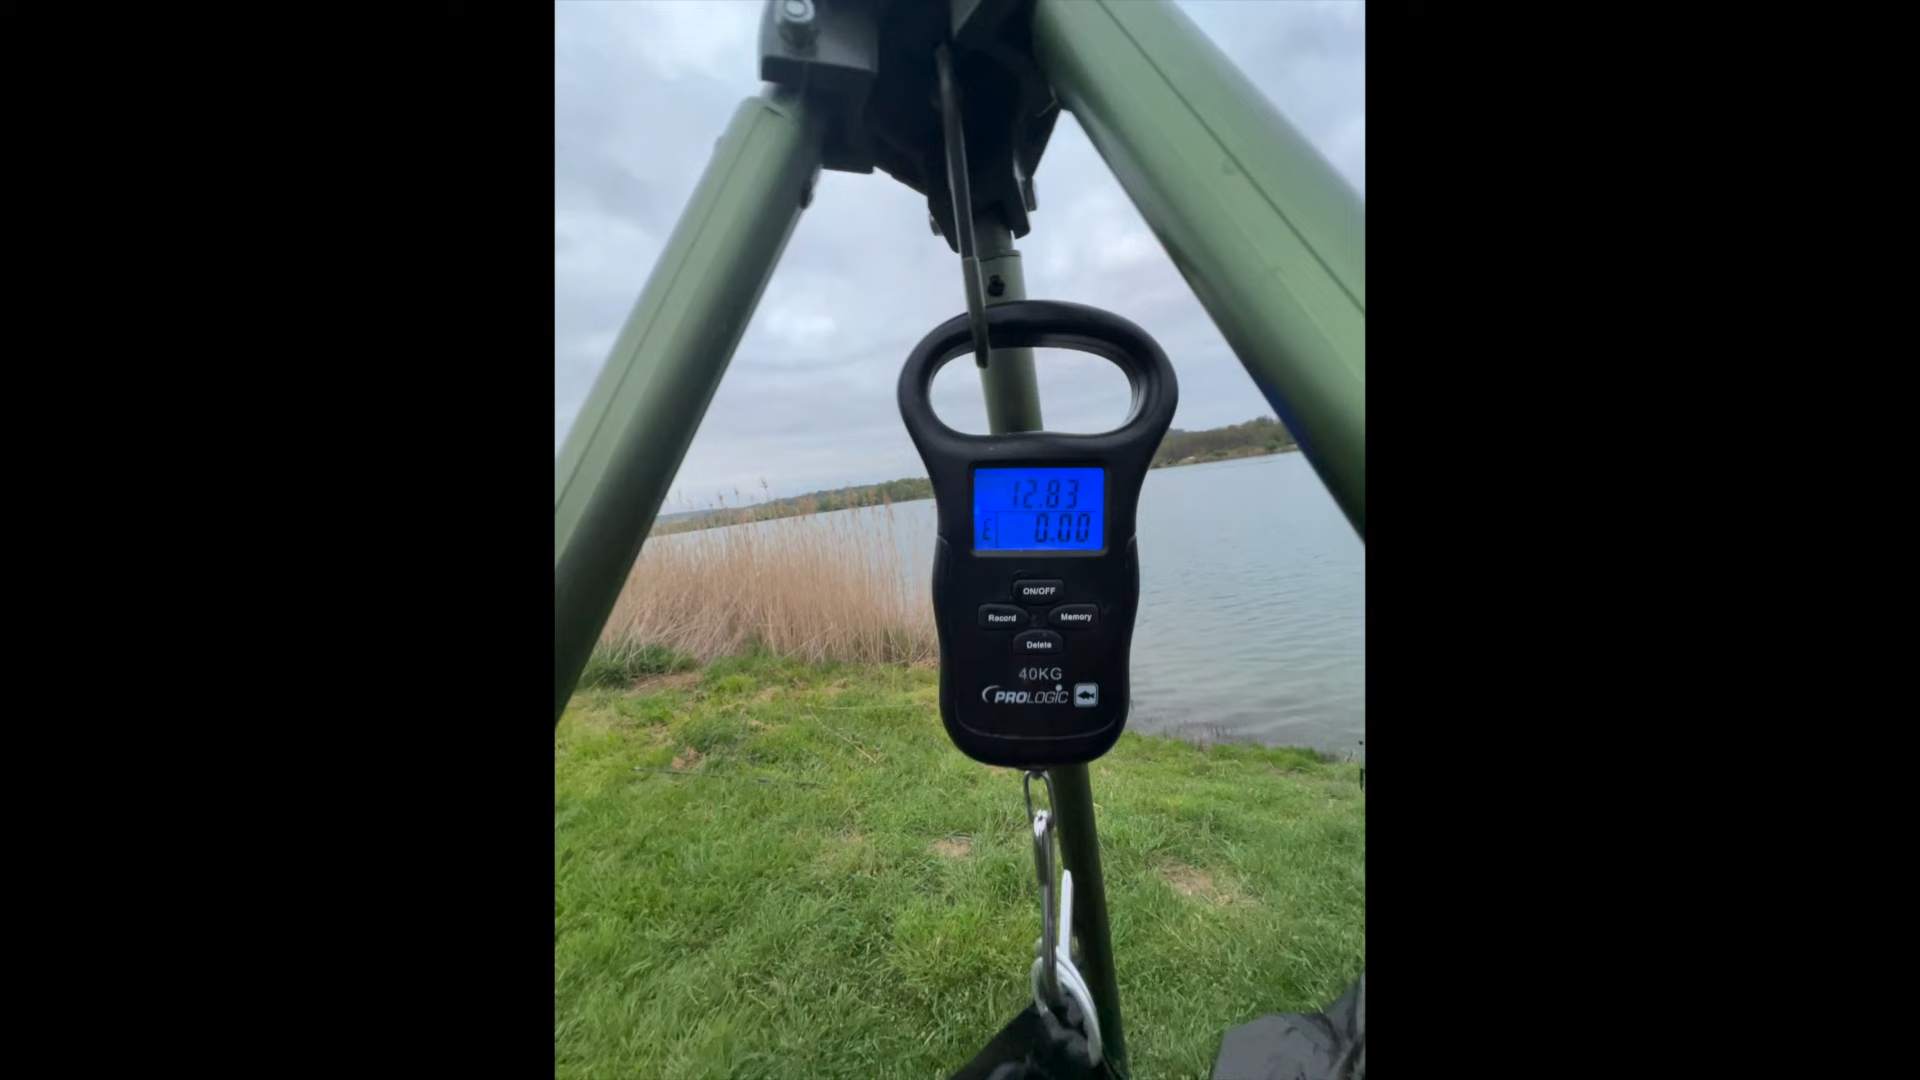 12.83
0.00
ON/OFF
Record Memory
Delete
40KG
PROLOGIC